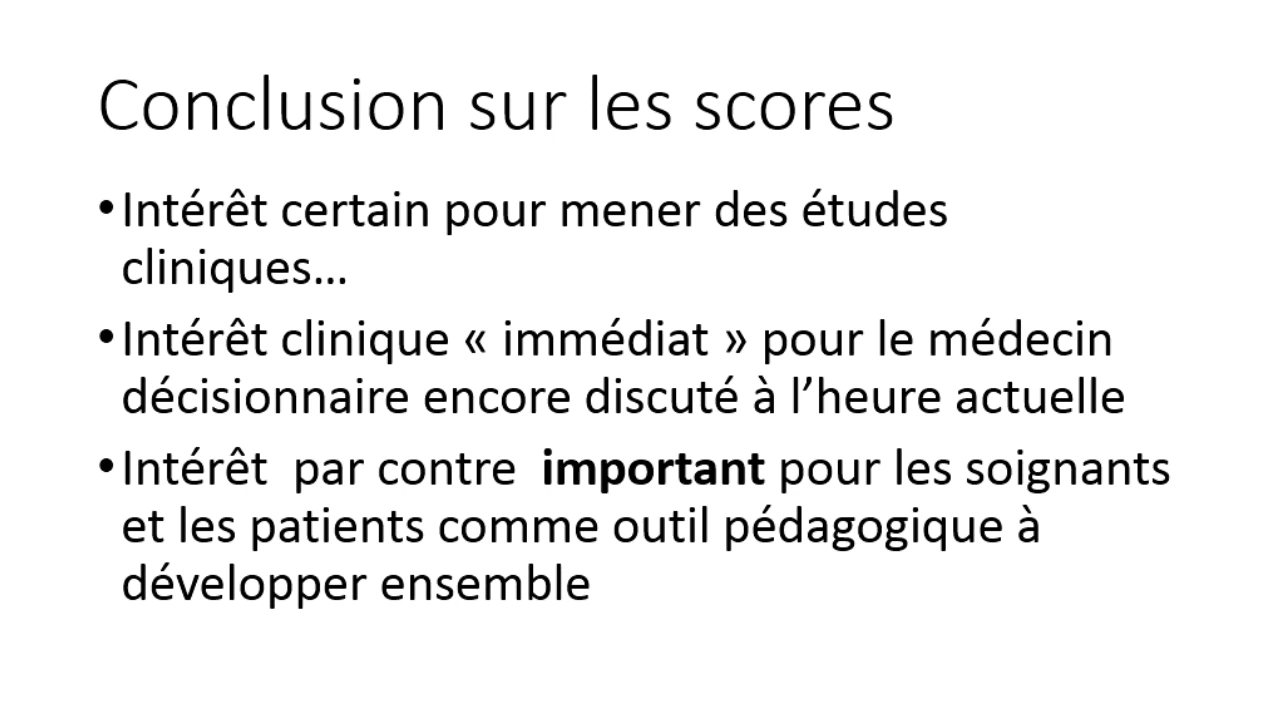 Conclusion sur les scores
•Intérêt certain pour mener des études
cliniques…
•Intérêt clinique « immédiat » pour le médecin
décisionnaire encore discuté à l’heure actuelle
•Intérêt  par contre  important pour les soignants
et les patients comme outil pédagogique à
développer ensemble